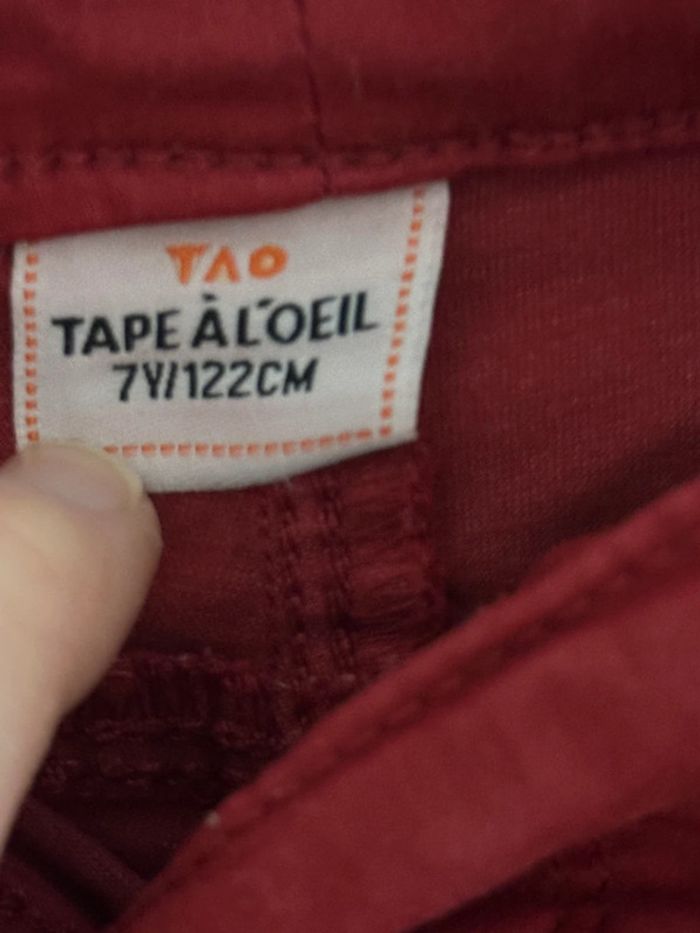 TAO
TAPE À L'OEIL
7Y/122CM